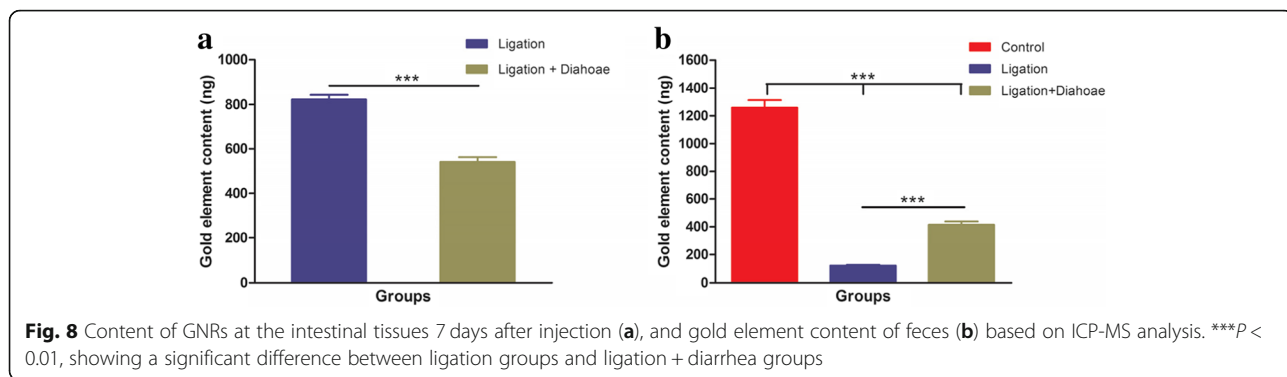 a
Ligation
Ligation + Diahoae
Gold element content (ng)
1000
800
600
400
200
0
***
Groups
b
Control
Ligation
Ligation+Diahoae
Gold element content (ng)
1600
1400
1200
1000
800
600
400
200
0
***
***
Groups
Fig. 8 Content of GNRs at the intestinal tissues 7 days after injection (a), and gold element content of feces (b) based on ICP-MS analysis. ***P <
0.01, showing a significant difference between ligation groups and ligation + diarrhea groups